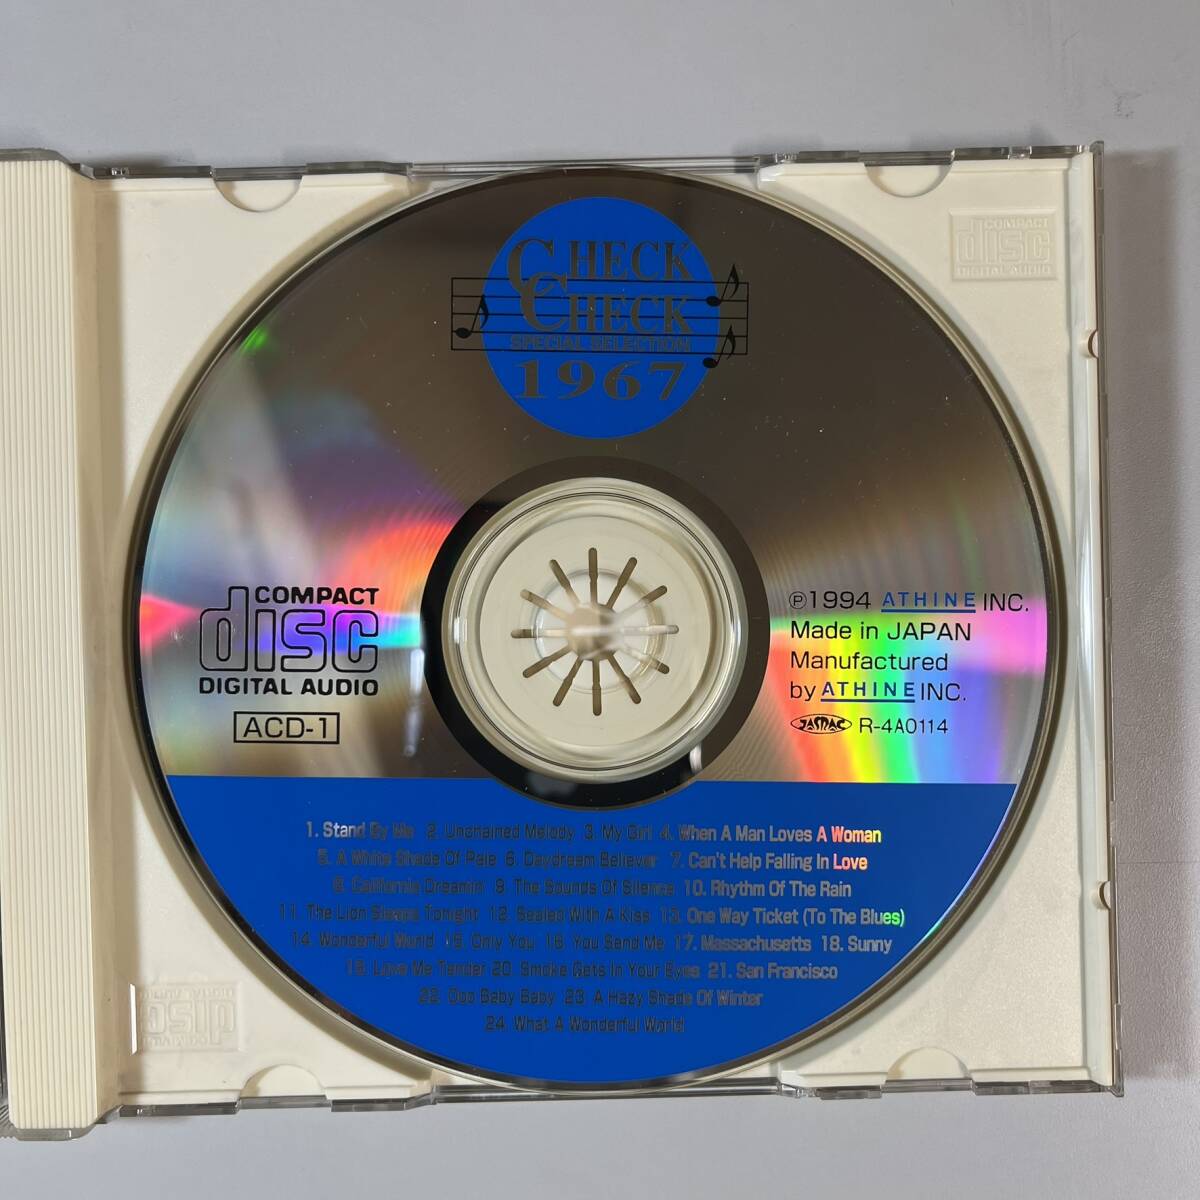 CHECK
CHECK
SPECIAL SELECTION
1967
COMPACT
disc
DIGITAL AUDIO
COMPACT
disc
DIGITAL AUDIO
ACD-1
℗1994 ATHINE INC.
Made in JAPAN
Manufactured
by ATHINE INC.
JASRAC R-4A0114
1. Stand By Me 2. Unchained Melody 3. My Girl 4. When A Man Loves A Woman
5. A White Shade Of Pale 6. Daydream Believer 7. Can't Help Falling In Love
8. California Dreamin' 9. The Sounds Of Silence 10. Rhythm Of The Rain
11. The Lion Sleeps Tonight 12. Sealed With A Kiss 13. One Way Ticket (To The Blues)
14. Wonderful World 15. Only You 16. You Send Me 17. Massachusetts 18. Sunny
19. Love Me Tender 20. Smoke Gets In Your Eyes 21. San Francisco
22. Ooo Baby Baby 23. A Hazy Shade Of Winter
24. What A Wonderful World